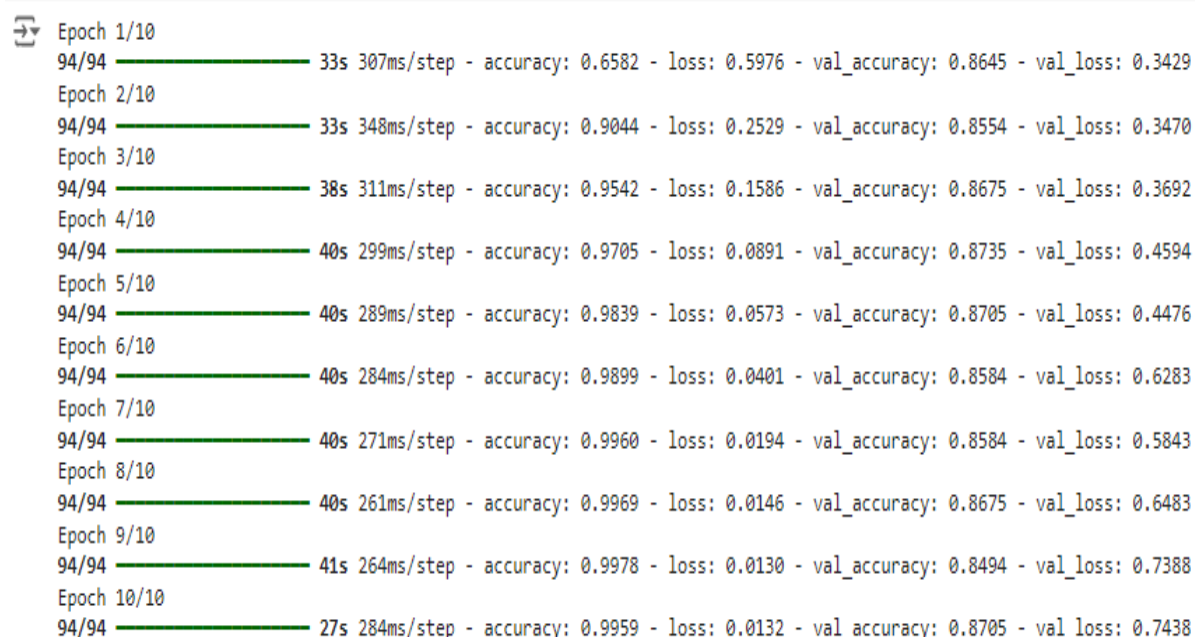 Epoch 1/10
94/94 ━━━━━━━━━━━━━━━━━━━━ 33s 307ms/step - accuracy: 0.6582 - loss: 0.5976 - val_accuracy: 0.8645 - val_loss: 0.3429
Epoch 2/10
94/94 ━━━━━━━━━━━━━━━━━━━━ 33s 348ms/step - accuracy: 0.9044 - loss: 0.2529 - val_accuracy: 0.8554 - val_loss: 0.3470
Epoch 3/10
94/94 ━━━━━━━━━━━━━━━━━━━━ 38s 311ms/step - accuracy: 0.9542 - loss: 0.1586 - val_accuracy: 0.8675 - val_loss: 0.3692
Epoch 4/10
94/94 ━━━━━━━━━━━━━━━━━━━━ 40s 299ms/step - accuracy: 0.9705 - loss: 0.0891 - val_accuracy: 0.8735 - val_loss: 0.4594
Epoch 5/10
94/94 ━━━━━━━━━━━━━━━━━━━━ 40s 289ms/step - accuracy: 0.9839 - loss: 0.0573 - val_accuracy: 0.8705 - val_loss: 0.4476
Epoch 6/10
94/94 ━━━━━━━━━━━━━━━━━━━━ 40s 284ms/step - accuracy: 0.9899 - loss: 0.0401 - val_accuracy: 0.8584 - val_loss: 0.6283
Epoch 7/10
94/94 ━━━━━━━━━━━━━━━━━━━━ 40s 271ms/step - accuracy: 0.9960 - loss: 0.0194 - val_accuracy: 0.8584 - val_loss: 0.5843
Epoch 8/10
94/94 ━━━━━━━━━━━━━━━━━━━━ 40s 261ms/step - accuracy: 0.9969 - loss: 0.0146 - val_accuracy: 0.8675 - val_loss: 0.6483
Epoch 9/10
94/94 ━━━━━━━━━━━━━━━━━━━━ 41s 264ms/step - accuracy: 0.9978 - loss: 0.0130 - val_accuracy: 0.8494 - val_loss: 0.7388
Epoch 10/10
94/94 ━━━━━━━━━━━━━━━━━━━━ 27s 284ms/step - accuracy: 0.9959 - loss: 0.0132 - val_accuracy: 0.8705 - val_loss: 0.7438